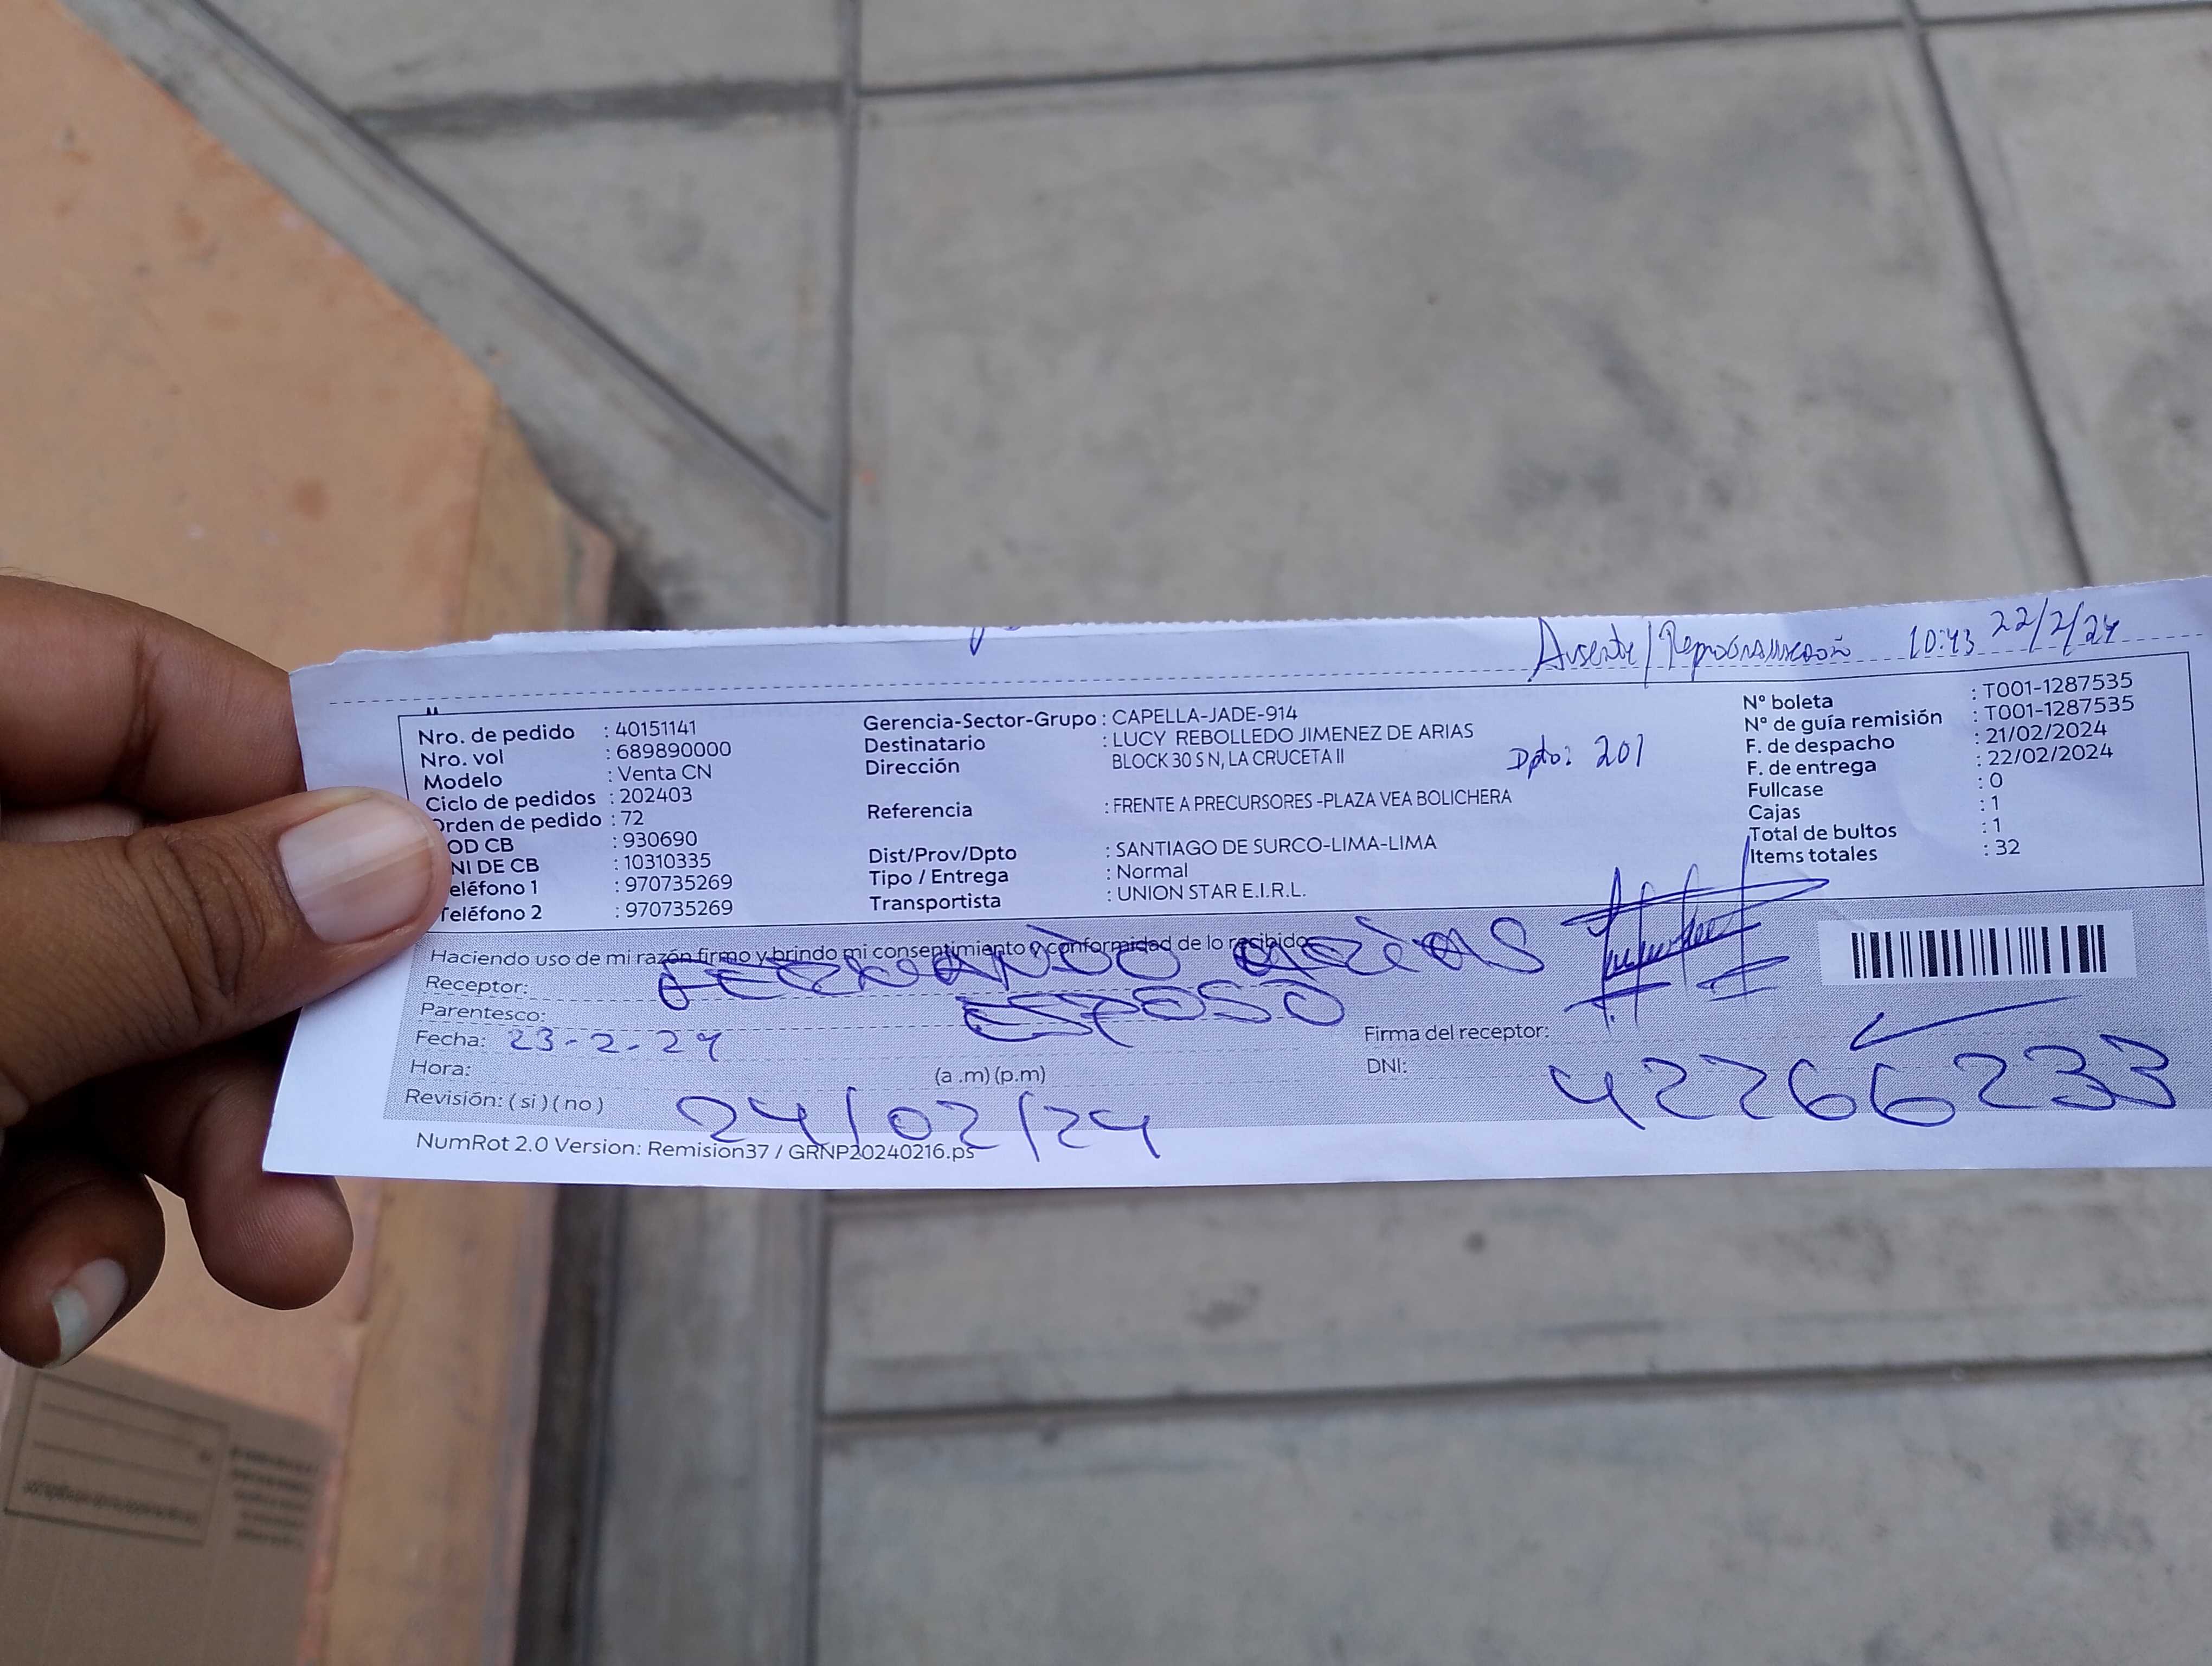 Ausente/Reprogramación 10:43 22/2/24
Nro. de pedido : 40151141
Nro. vol : 689890000
Modelo : Venta CN
Ciclo de pedidos : 202403
Orden de pedido : 72
OD CB : 930690
NI DE CB : 10310335
eléfono 1 : 970735269
Teléfono 2 : 970735269
Gerencia-Sector-Grupo : CAPELLA-JADE-914
Destinatario : LUCY REBOLLEDO JIMENEZ DE ARIAS
Dirección BLOCK 30 S N, LA CRUCETA II
Dpto: 201
Referencia : FRENTE A PRECURSORES -PLAZA VEA BOLICHERA
Dist/Prov/Dpto : SANTIAGO DE SURCO-LIMA-LIMA
Tipo / Entrega : Normal
Transportista : UNION STAR E.I.R.L.
Nº boleta : T001-1287535
Nº de guía remisión : T001-1287535
F. de despacho : 21/02/2024
F. de entrega : 22/02/2024
Fullcase : 0
Cajas : 1
Total de bultos : 1
Items totales : 32
Haciendo uso de mi razón firmo y brindo mi consentimiento y conformidad de lo recibido
Receptor: FERNANDO ARIAS
Parentesco: ESPOSO
Fecha: 23-2-24
Firma del receptor:
Hora: (a .m) (p.m)
DNI: 42266233
Revisión: ( si ) ( no )
24/02/24
NumRot 2.0 Version: Remision37 / GRNP20240216.ps